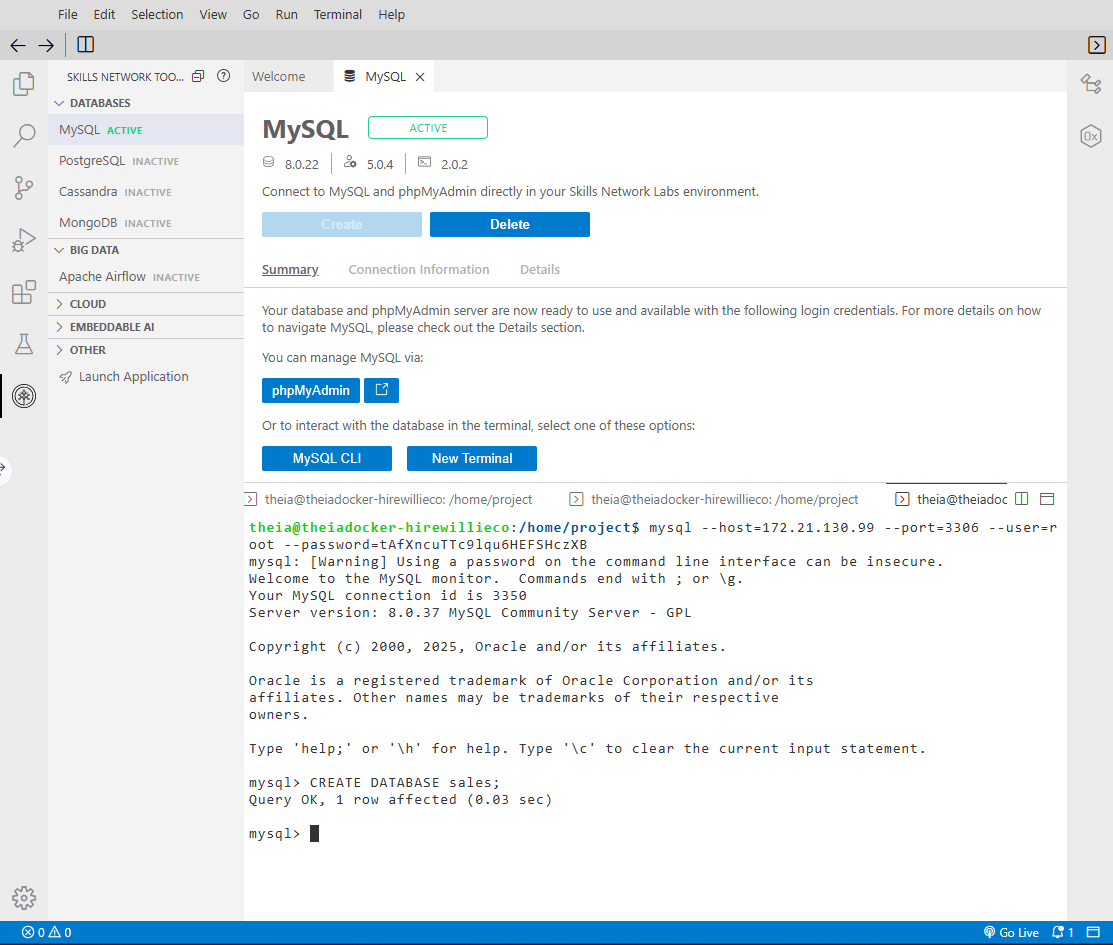 File Edit Selection View Go Run Terminal Help
SKILLS NETWORK TOO...
Welcome
MySQL
DATABASES
MySQL ACTIVE
PostgreSQL INACTIVE
Cassandra INACTIVE
MongoDB INACTIVE
BIG DATA
Apache Airflow INACTIVE
CLOUD
EMBEDDABLE AI
OTHER
Launch Application
MySQL ACTIVE
8.0.22 5.0.4 2.0.2
Connect to MySQL and phpMyAdmin directly in your Skills Network Labs environment.
Create Delete
Summary Connection Information Details
Your database and phpMyAdmin server are now ready to use and available with the following login credentials. For more details on how
to navigate MySQL, please check out the Details section.
You can manage MySQL via:
phpMyAdmin
Or to interact with the database in the terminal, select one of these options:
MySQL CLI New Terminal
theia@theiadocker-hirewillieco: /home/project theia@theiadocker-hirewillieco: /home/project theia@theiadoc
theia@theiadocker-hirewillieco:/home/project$ mysql --host=172.21.130.99 --port=3306 --user=r
oot --password=tAfXncuTTc9lqu6HEFSHczXB
mysql: [Warning] Using a password on the command line interface can be insecure.
Welcome to the MySQL monitor.  Commands end with ; or \g.
Your MySQL connection id is 3350
Server version: 8.0.37 MySQL Community Server - GPL
Copyright (c) 2000, 2025, Oracle and/or its affiliates.
Oracle is a registered trademark of Oracle Corporation and/or its
affiliates. Other names may be trademarks of their respective
owners.
Type 'help;' or '\h' for help. Type '\c' to clear the current input statement.
mysql> CREATE DATABASE sales;
Query OK, 1 row affected (0.03 sec)
mysql>
0x
0 0 Go Live 1